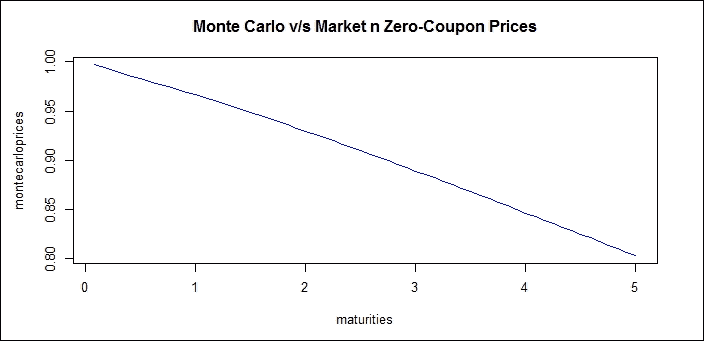 Monte Carlo v/s Market n Zero-Coupon Prices
montecarloprices
1.00
0.95
0.90
0.85
0.80
0 1 2 3 4 5
maturities